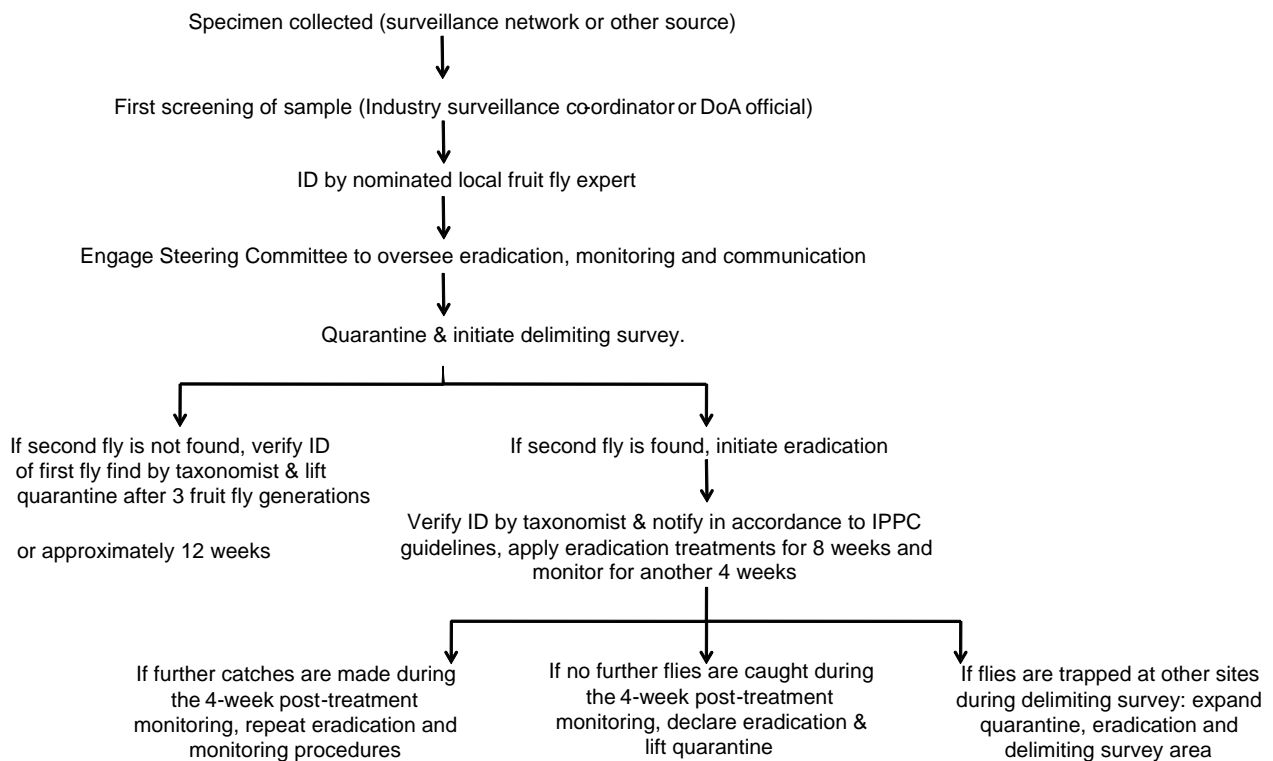 Specimen collected (surveillance network or other source)
First screening of sample (Industry surveillance co-ordinator or DoA official)
ID by nominated local fruit fly expert
Engage Steering Committee to oversee eradication, monitoring and communication
Quarantine & initiate delimiting survey.
If second fly is not found, verify ID
of first fly find by taxonomist & lift
quarantine after 3 fruit fly generations
or approximately 12 weeks
If second fly is found, initiate eradication
Verify ID by taxonomist & notify in accordance to IPPC
guidelines, apply eradication treatments for 8 weeks and
monitor for another 4 weeks
If further catches are made during
the 4-week post-treatment
monitoring, repeat eradication and
monitoring procedures
If no further flies are caught during
the 4-week post-treatment
monitoring, declare eradication &
lift quarantine
If flies are trapped at other sites
during delimiting survey: expand
quarantine, eradication and
delimiting survey area